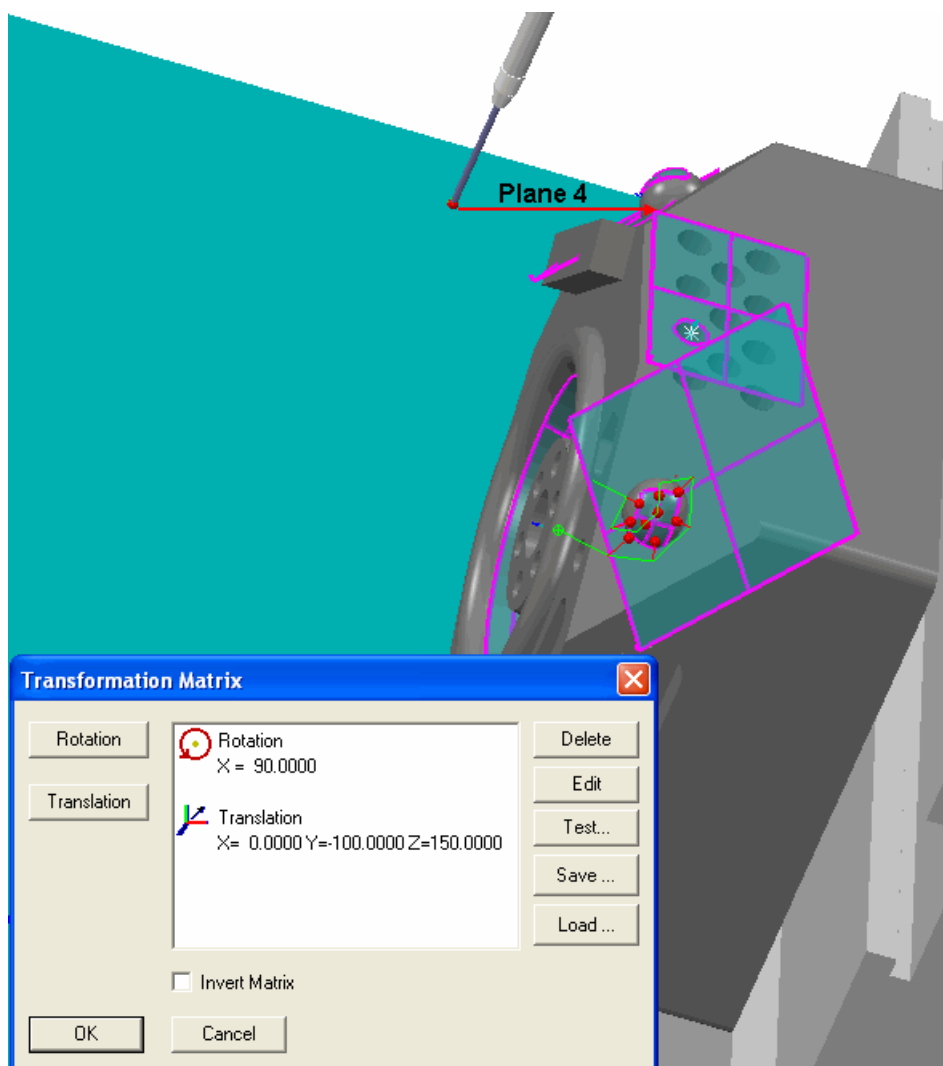 Plane 4
Transformation Matrix
Rotation
Translation
Rotation
X = 90.0000
Translation
X= 0.0000 Y=-100.0000 Z=150.0000
Delete
Edit
Test...
Save ...
Load ...
Invert Matrix
OK
Cancel